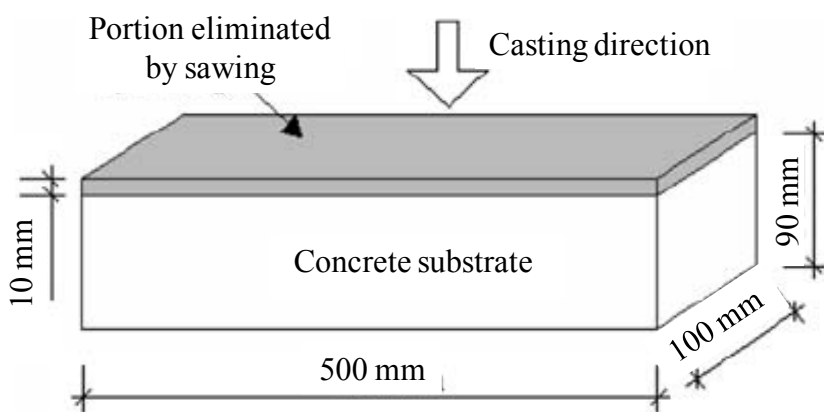 Portion eliminated
by sawing
Casting direction
10 mm
Concrete substrate
90 mm
100 mm
500 mm